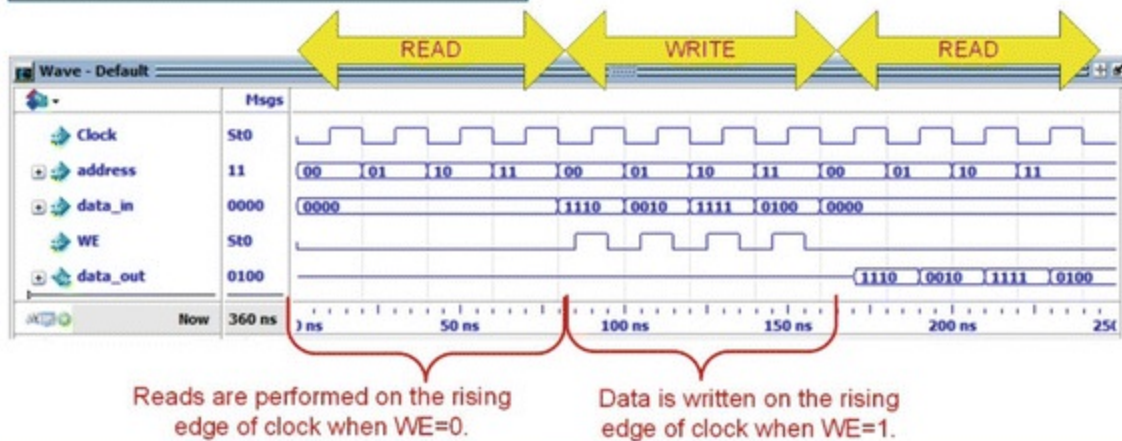 READ WRITE READ
Wave - Default
Msgs
Clock St0
address 11 00 01 10 11 00 01 10 11 00 01 10 11
data_in 0000 0000 1110 0010 1111 0100 0000
WE St0
data_out 0100 1110 0010 1111 0100
Now 360 ns ns 50 ns 100 ns 150 ns 200 ns
Reads are performed on the rising Data is written on the rising
edge of clock when WE=0. edge of clock when WE=1.